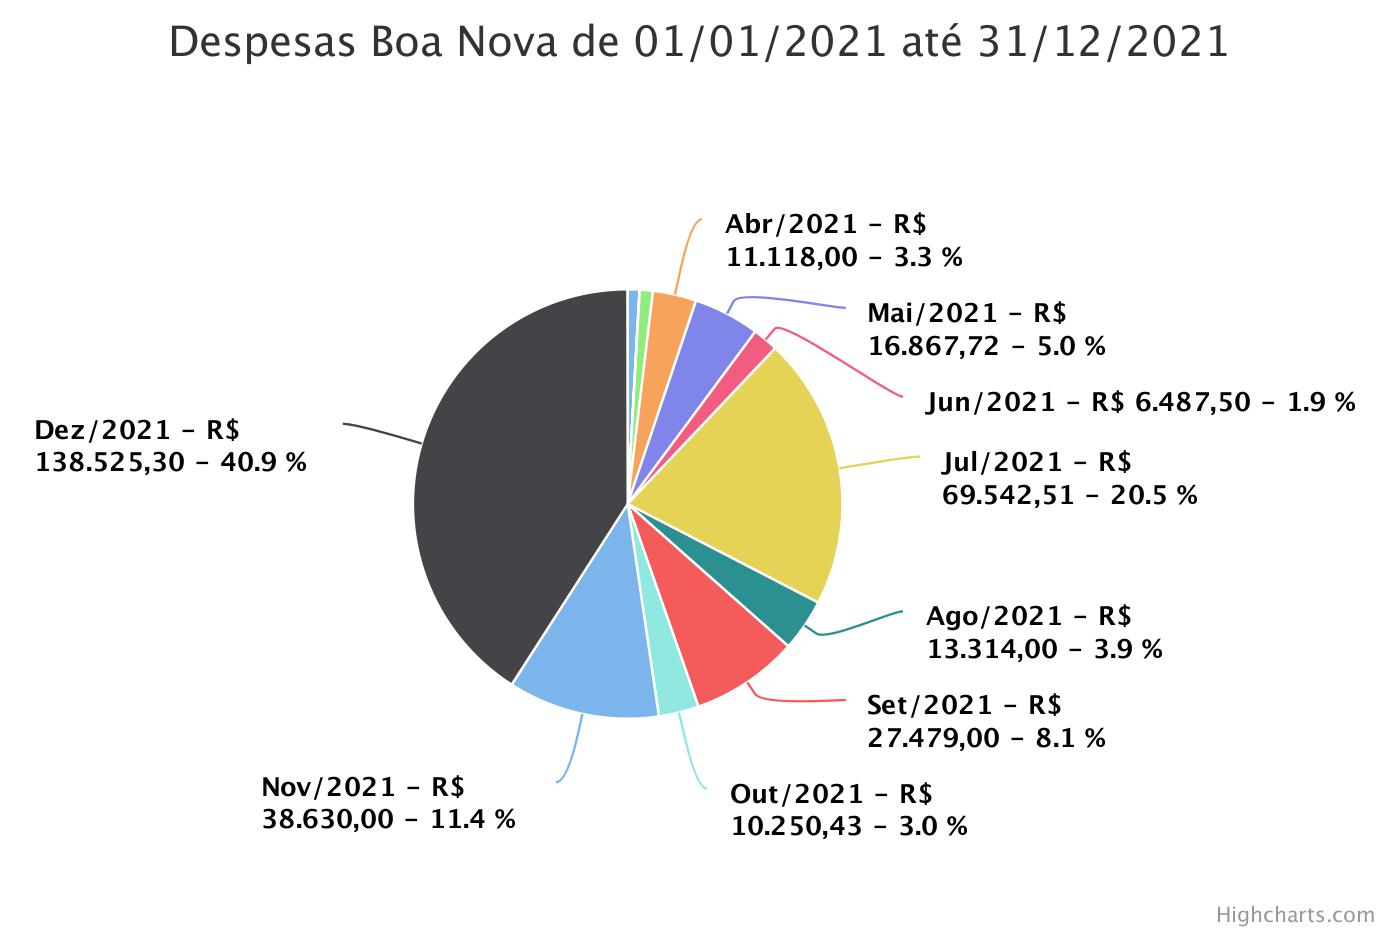 Despesas Boa Nova de 01/01/2021 até 31/12/2021
Abr/2021 – R$
11.118,00 – 3.3 %
Mai/2021 – R$
16.867,72 – 5.0 %
Jun/2021 – R$ 6.487,50 – 1.9 %
Jul/2021 – R$
69.542,51 – 20.5 %
Ago/2021 – R$
13.314,00 – 3.9 %
Set/2021 – R$
27.479,00 – 8.1 %
Out/2021 – R$
10.250,43 – 3.0 %
Nov/2021 – R$
38.630,00 – 11.4 %
Dez/2021 – R$
138.525,30 – 40.9 %
Highcharts.com